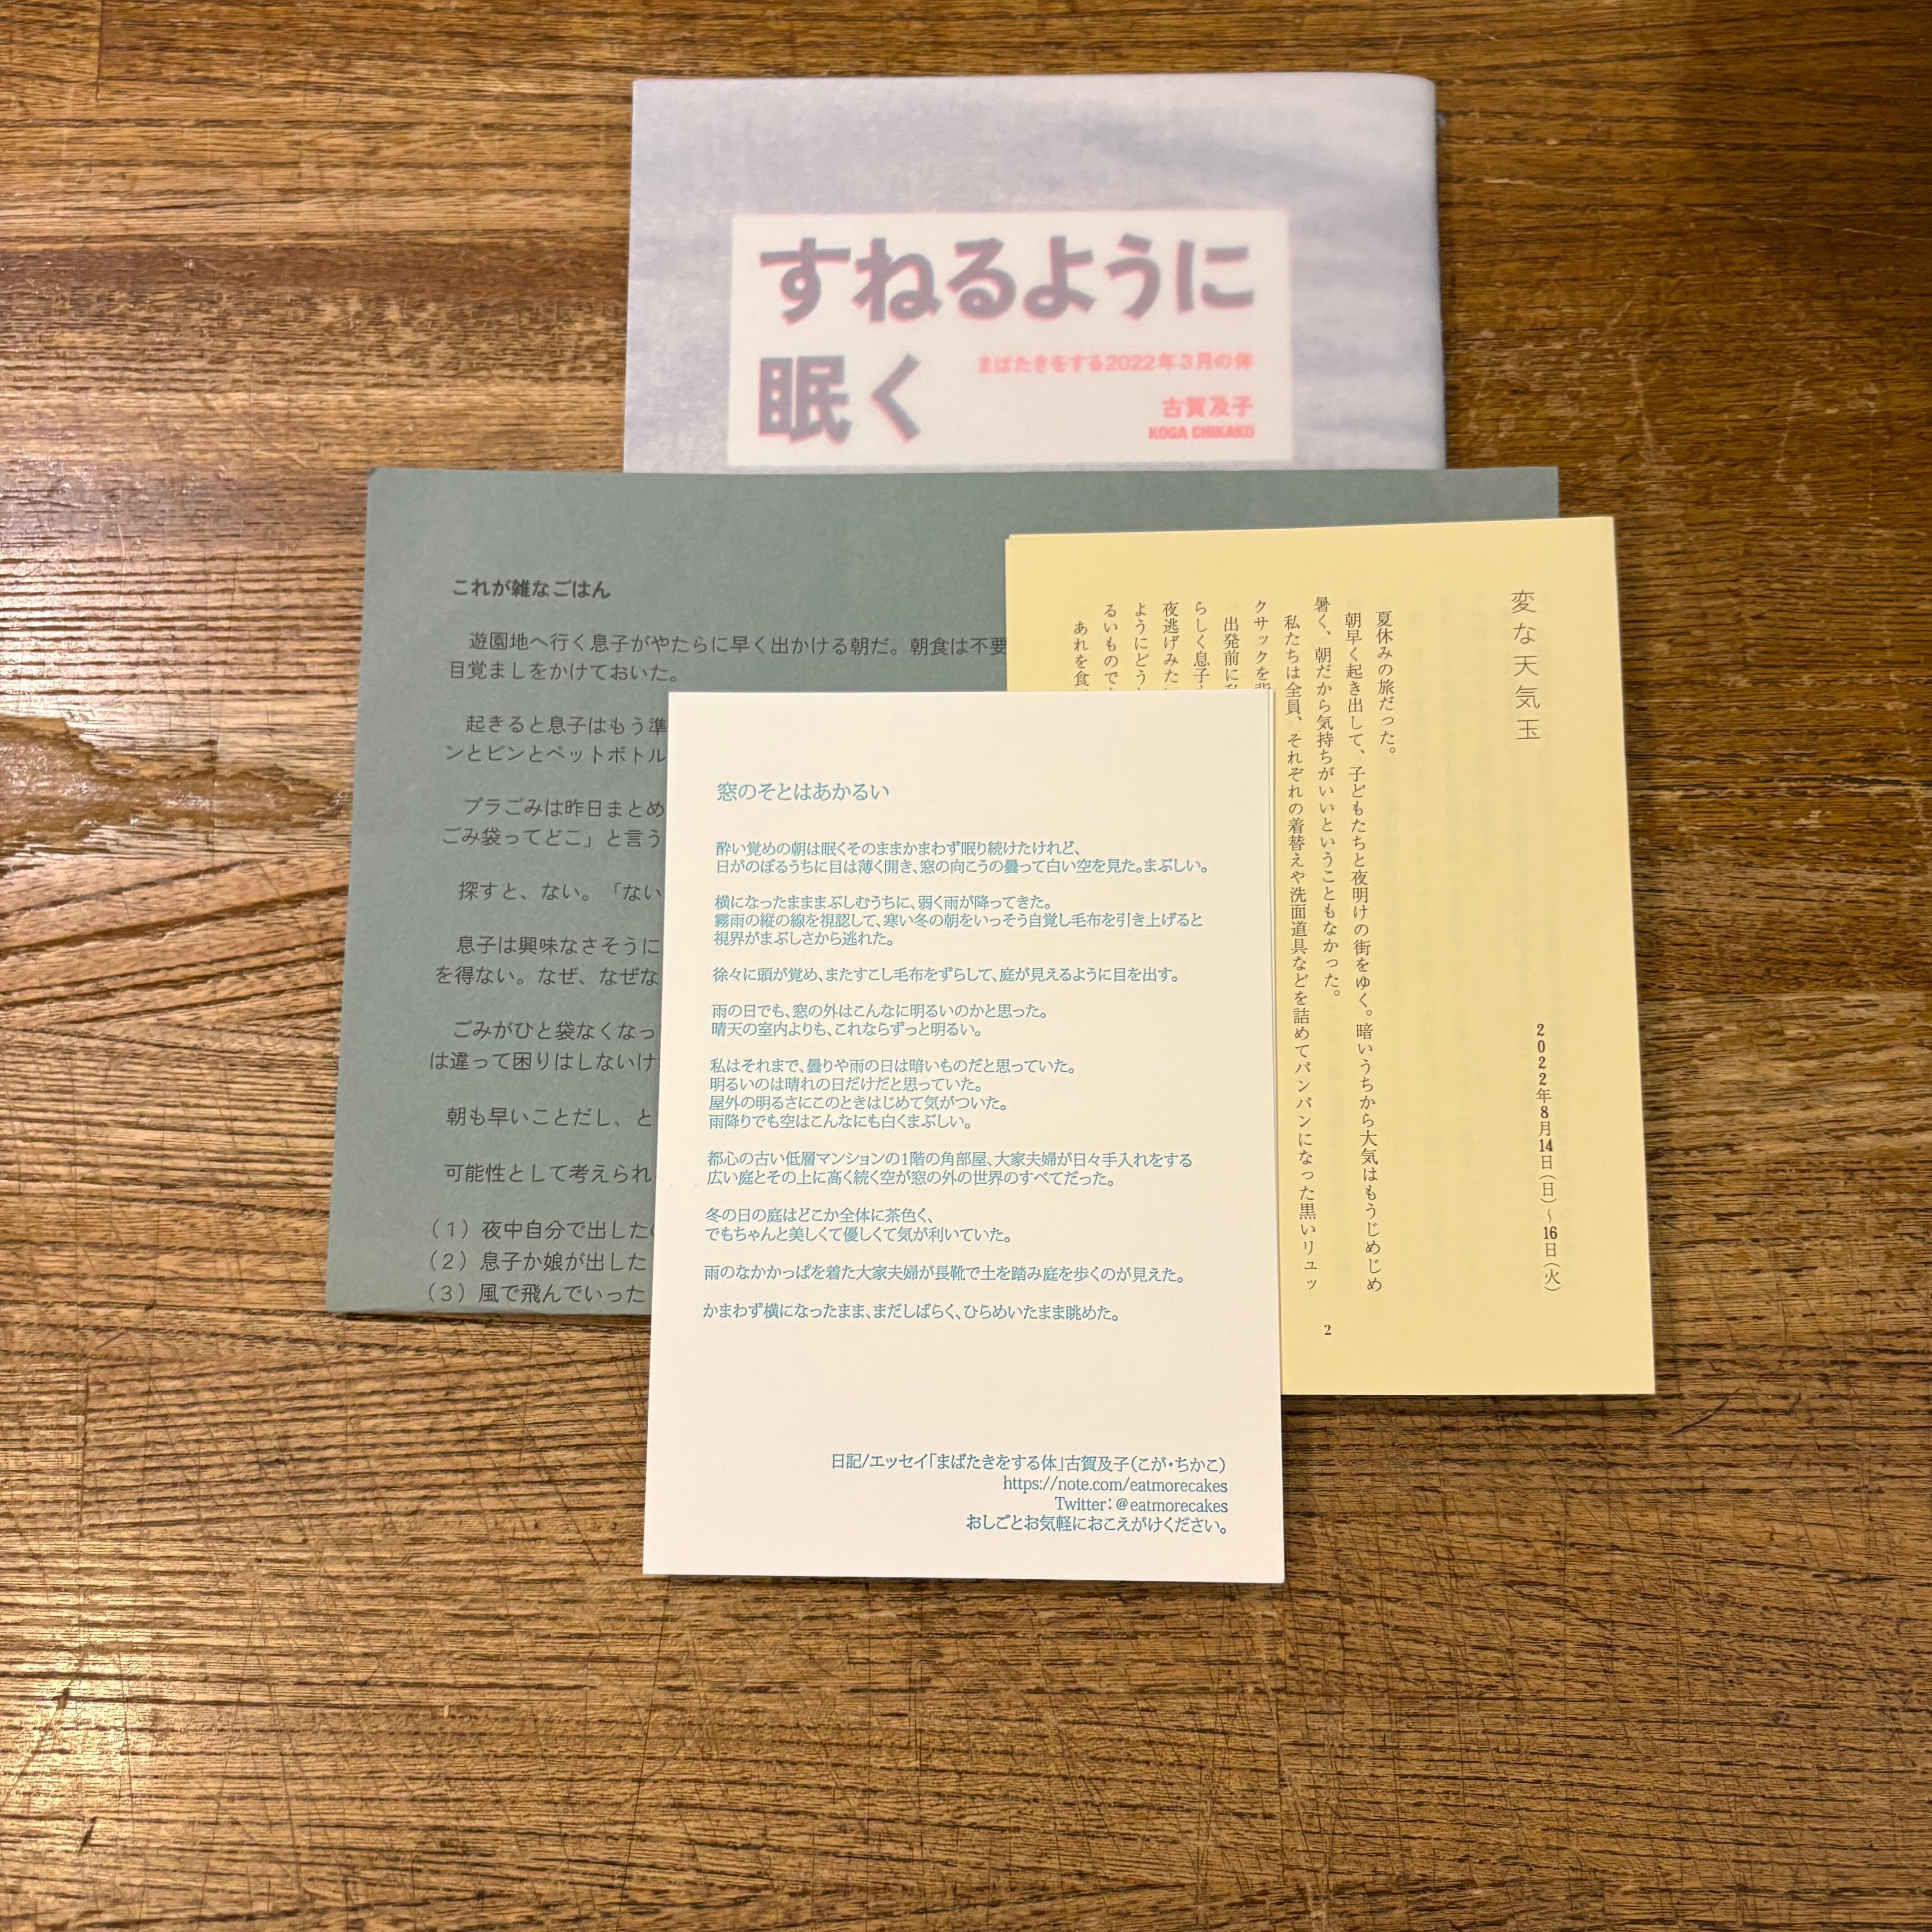 すねるように
眠く
まばたきをする2022年3月の体
古賀及子
KOGA CHIKAKO
これが雑なごはん
遊園地へ行く息子がやたらに早く出かける朝だ。朝食は不要
目覚ましをかけておいた。
起きると息子はもう準
ンとビンとペットボトル
プラごみは昨日まとめ
ごみ袋ってどこ」と言う
探すと、ない。「ない
息子は興味なさそうに
を得ない。なぜ、なぜな
ごみがひと袋なくなっ
は違って困りはしないけ
朝も早いことだし、と
可能性として考えられ
（1）夜中自分で出した
（2）息子か娘が出した
（3）風で飛んでいった
変な天気玉
2022年8月14日（日）～16日（火）
夏休みの旅だった。
朝早く起き出して、子どもたちと夜明けの街をゆく。暗いうちから大気はもうじめじめ
暑く、朝だから気持ちがいいということもなかった。
私たちは全員、それぞれの着替えや洗面道具などを詰めてパンパンになった黒いリュッ
クサックを背
出発前に私
らしく息子
夜逃げみたい
ようにどう
るいものです
あれを食
2
窓のそとはあかるい
酔い覚めの朝は眠くそのままかまわず眠り続けたけれど、
日がのぼるうちに目は薄く開き、窓の向こうの曇って白い空を見た。まぶしい。
横になったまままぶしむうちに、弱く雨が降ってきた。
霧雨の縦の線を視認して、寒い冬の朝をいっそう自覚し毛布を引き上げると
視界がまぶしさから逃れた。
徐々に頭が覚め、またすこし毛布をずらして、庭が見えるように目を出す。
雨の日でも、窓の外はこんなに明るいのかと思った。
晴天の室内よりも、これならずっと明るい。
私はそれまで、曇りや雨の日は暗いものだと思っていた。
明るいのは晴れの日だけだと思っていた。
屋外の明るさにこのときはじめて気がついた。
雨降りでも空はこんなにも白くまぶしい。
都心の古い低層マンションの1階の角部屋、大家夫婦が日々手入れをする
広い庭とその上に高く続く空が窓の外の世界のすべてだった。
冬の日の庭はどこか全体に茶色く、
でもちゃんと美しくて優しくて気が利いていた。
雨のなかかっぱを着た大家夫婦が長靴で土を踏み庭を歩くのが見えた。
かまわず横になったまま、まだしばらく、ひらめいたまま眺めた。
日記/エッセイ「まばたきをする体」古賀及子（こが・ちかこ）
https://note.com/eatmorecakes
Twitter：@eatmorecakes
おしごとお気軽におこえがけください。